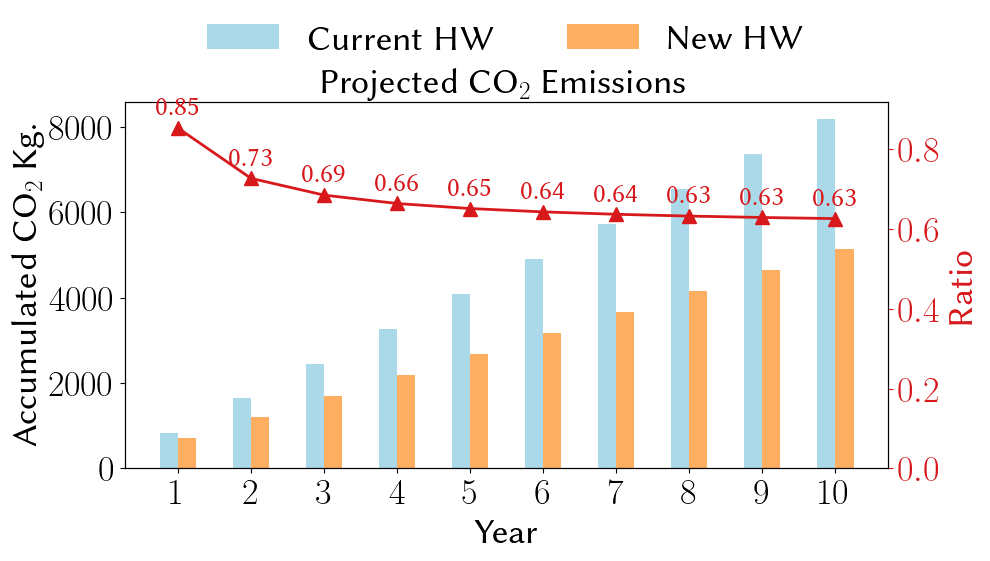 Current HW
New HW
Projected CO₂ Emissions
Accumulated CO₂ Kg.
8000
6000
4000
2000
0
0.85
0.73
0.69
0.66
0.65
0.64
0.64
0.63
0.63
0.63
0.8
0.6
0.4
0.2
0.0
Ratio
1 2 3 4 5 6 7 8 9 10
Year